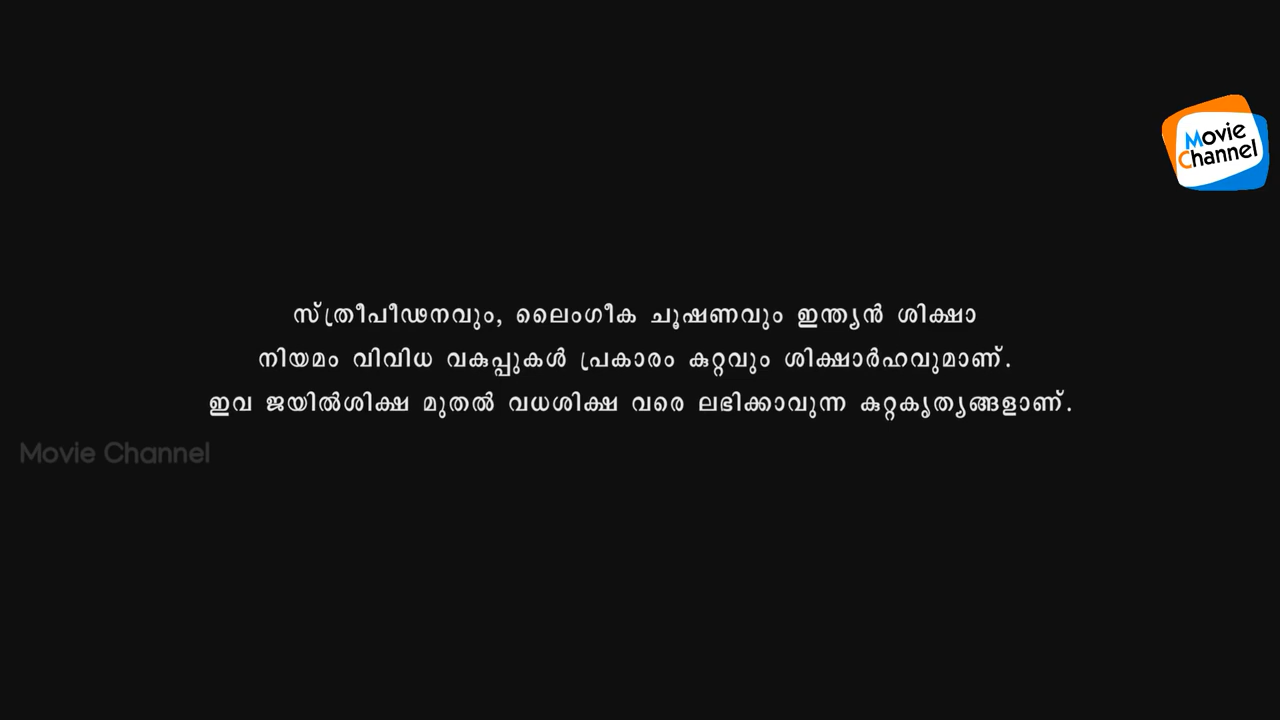 Movie
Channel
സ്ത്രീപീഢനവും, ലൈംഗീക ചൂഷണവും ഇന്ത്യൻ ശിക്ഷാ
നിയമം വിവിധ വകുപ്പുകൾ പ്രകാരം കുറ്റവും ശിക്ഷാർഹവുമാണ്.
ഇവ ജയിൽശിക്ഷ മുതൽ വധശിക്ഷ വരെ ലഭിക്കാവുന്ന കുറ്റകൃത്യങ്ങളാണ്.
Movie Channel